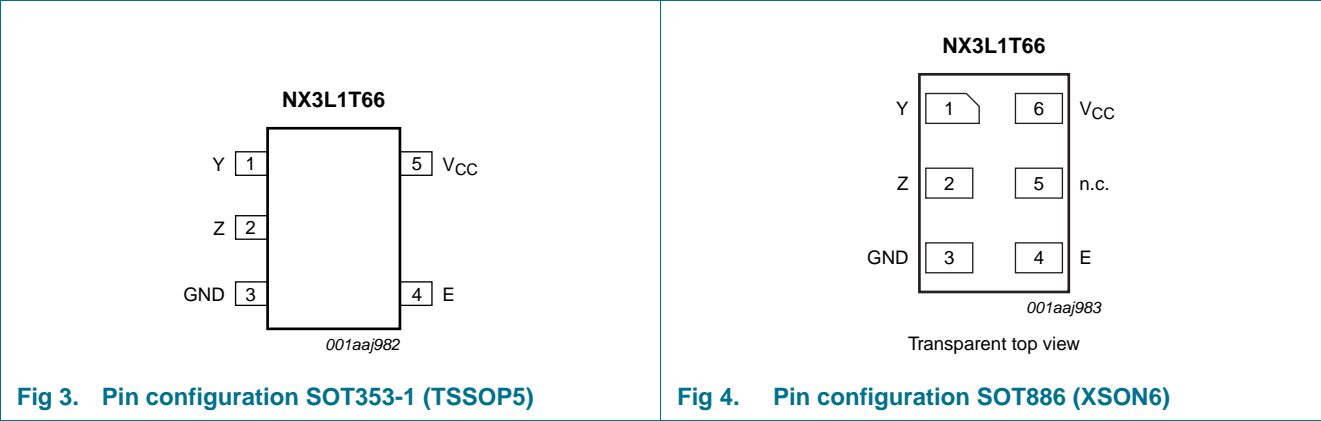 NX3L1T66
Y 1 5 VCC
Z 2
GND 3 4 E
001aaj982
Fig 3. Pin configuration SOT353-1 (TSSOP5)
NX3L1T66
Y 1 6 VCC
Z 2 5 n.c.
GND 3 4 E
001aaj983
Transparent top view
Fig 4. Pin configuration SOT886 (XSON6)